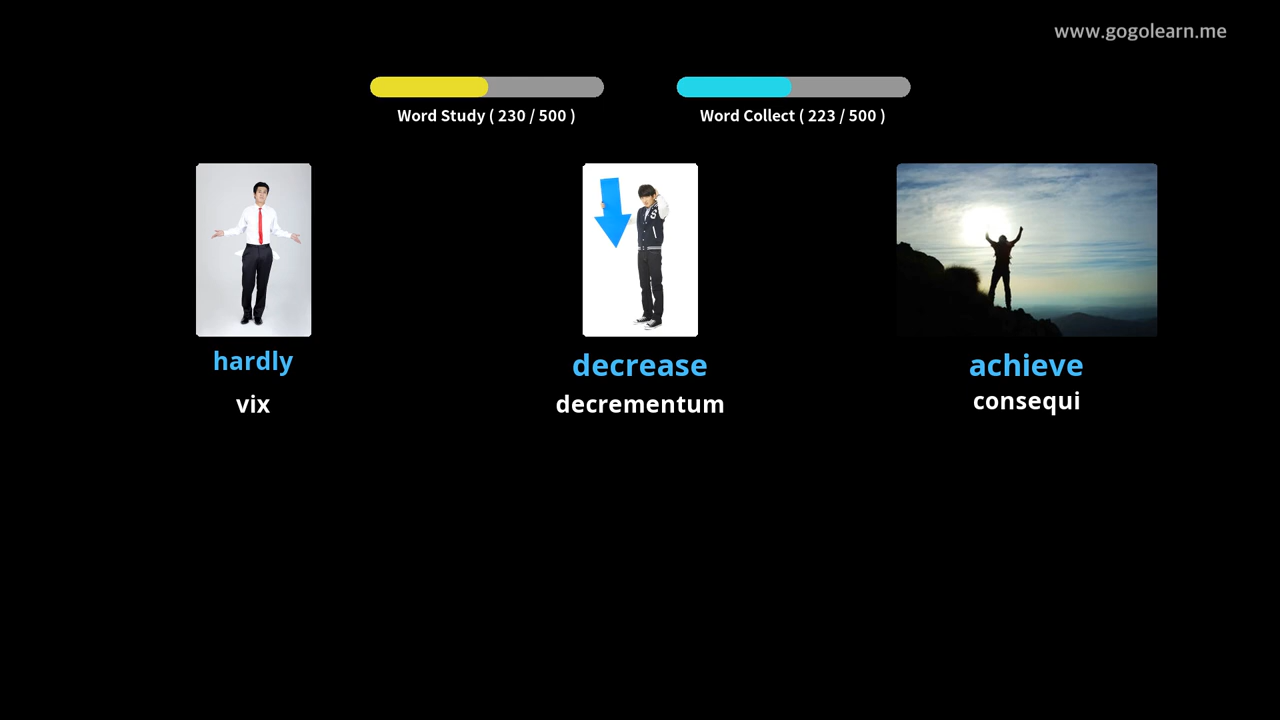 www.gogolearn.me
Word Study ( 230 / 500 )
Word Collect ( 223 / 500 )
hardly
vix
decrease
decrementum
achieve
consequi